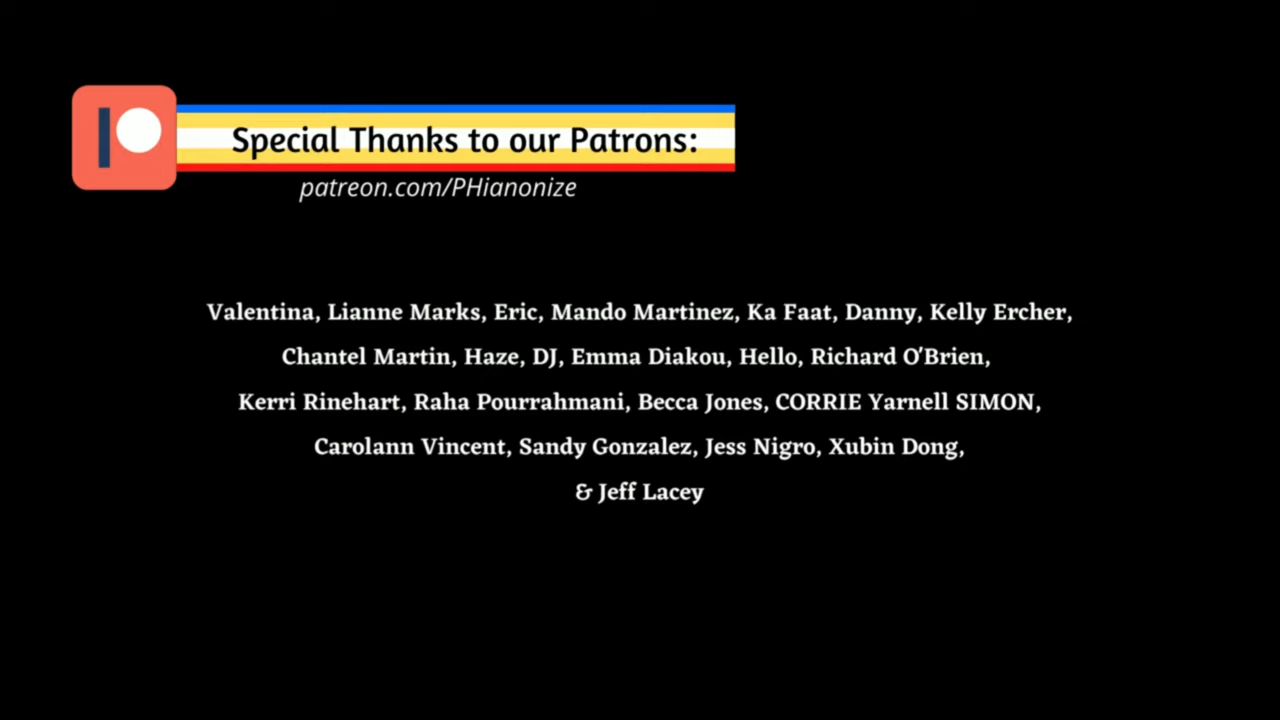 Special Thanks to our Patrons:
patreon.com/PHianonize
Valentina, Lianne Marks, Eric, Mando Martinez, Ka Faat, Danny, Kelly Ercher,
Chantel Martin, Haze, DJ, Emma Diakou, Hello, Richard O'Brien,
Kerri Rinehart, Raha Pourrahmani, Becca Jones, CORRIE Yarnell SIMON,
Carolann Vincent, Sandy Gonzalez, Jess Nigro, Xubin Dong,
& Jeff Lacey